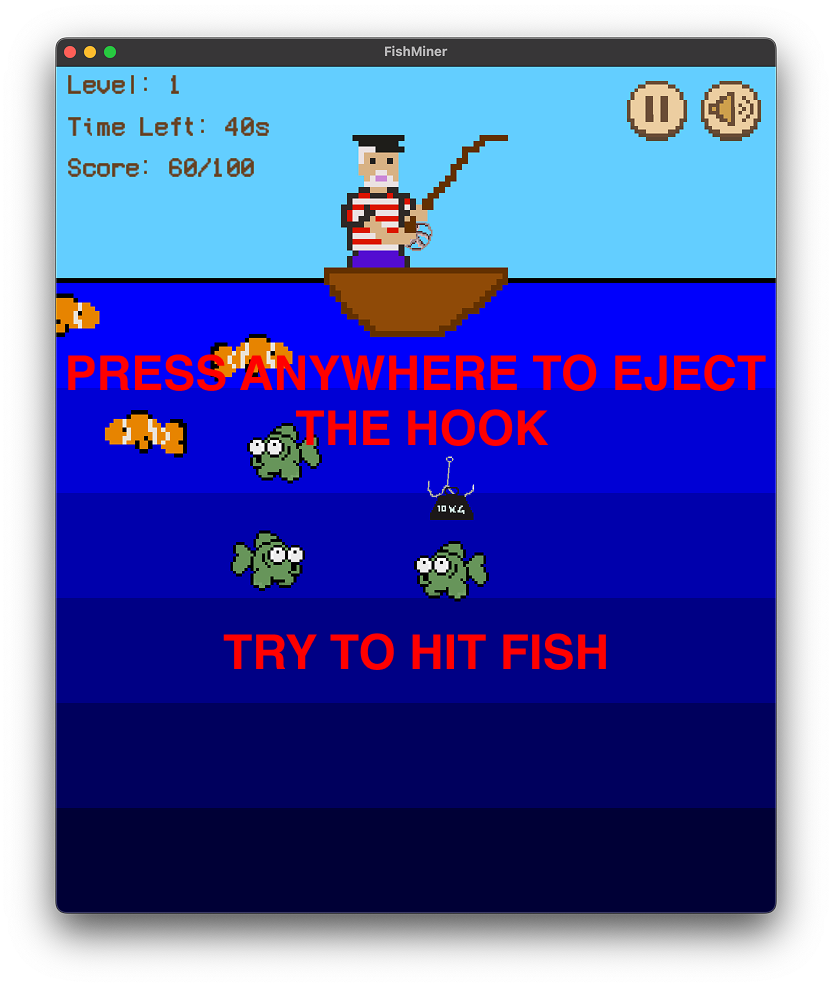 FishMiner
Level: 1
Time Left: 40s
Score: 60/100
PRESS ANYWHERE TO EJECT
THE HOOK
10 KG
TRY TO HIT FISH